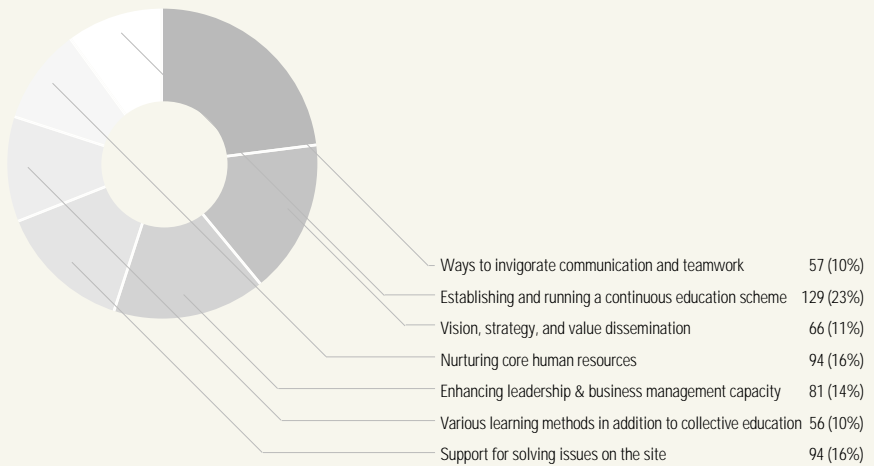 Ways to invigorate communication and teamwork 57 (10%)
Establishing and running a continuous education scheme 129 (23%)
Vision, strategy, and value dissemination 66 (11%)
Nurturing core human resources 94 (16%)
Enhancing leadership & business management capacity 81 (14%)
Various learning methods in addition to collective education 56 (10%)
Support for solving issues on the site 94 (16%)